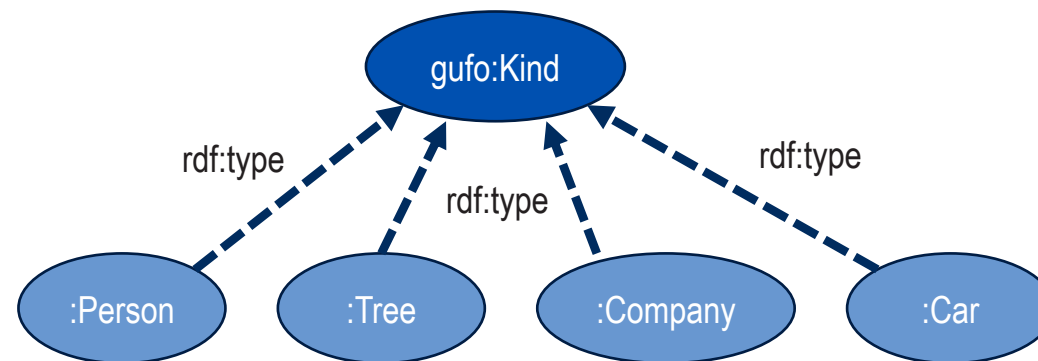 gufo:Kind
rdf:type
rdf:type
rdf:type
:Person
:Tree
:Company
:Car